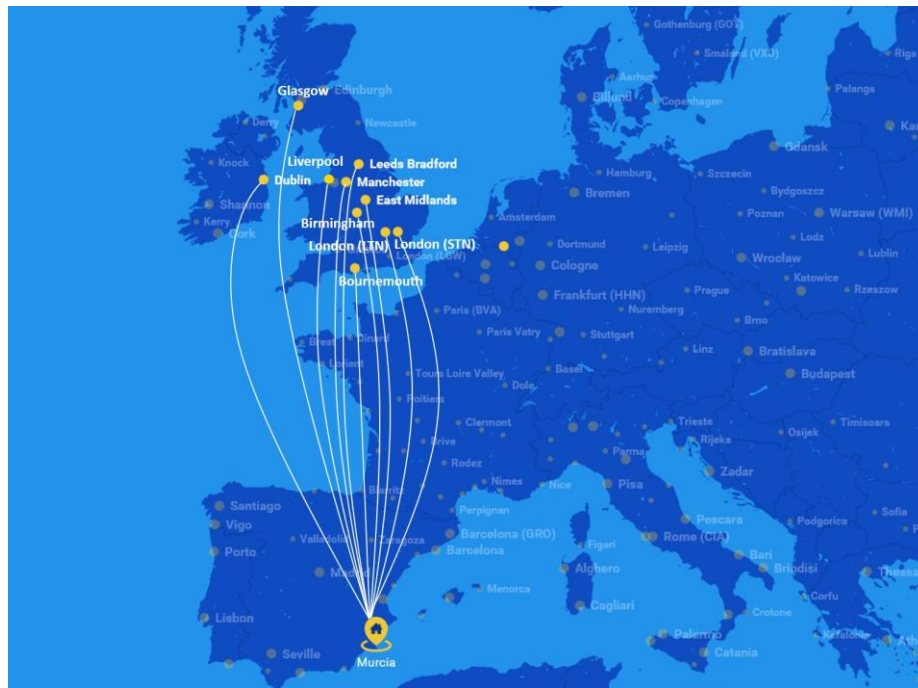 Gothenburg (GOT)
Smaland (VXJ)
Riga
Aarhus
Palanga
Glasgow
Edinburgh
Billund
Copenhagen
Derry
Newcastle
Gdansk
Knock
Liverpool
Leeds Bradford
Dublin
Manchester
Hamburg
Szczecin
Bydgoszcz
Shannon
East Midlands
Bremen
Kerry
Birmingham
Amsterdam
Poznan
Warsaw (WMI)
Cork
London (LTN)
London (STN)
London (LGW)
Dortmund
Leipzig
Lodz
Lublin
Cologne
Wroclaw
Bournemouth
Katowice
Frankfurt (HHN)
Prague
Rzeszow
Paris (BVA)
Nuremberg
Brest
Dinard
Paris Vatry
Stuttgart
Brno
Lorient
Linz
Bratislava
Tours Loire Valley
Basel
Budapest
Dole
Poitiers
Clermont
Trieste
Osijek
Timisoara
Brive
Rijeka
Rodez
Parma
Zadar
Biarritz
Nimes
Nice
Pisa
Santiago
Perpignan
Pescara
Podgorica
Sofia
Vigo
Valladolid
Zaragoza
Barcelona (GRO)
Rome (CIA)
Porto
Barcelona
Figari
Bari
Madrid
Menorca
Alghero
Brindisi
Thessa
Corfu
Lisbon
Cagliari
Crotone
Kefalonia
Ath
Seville
Murcia
Palermo
Catania